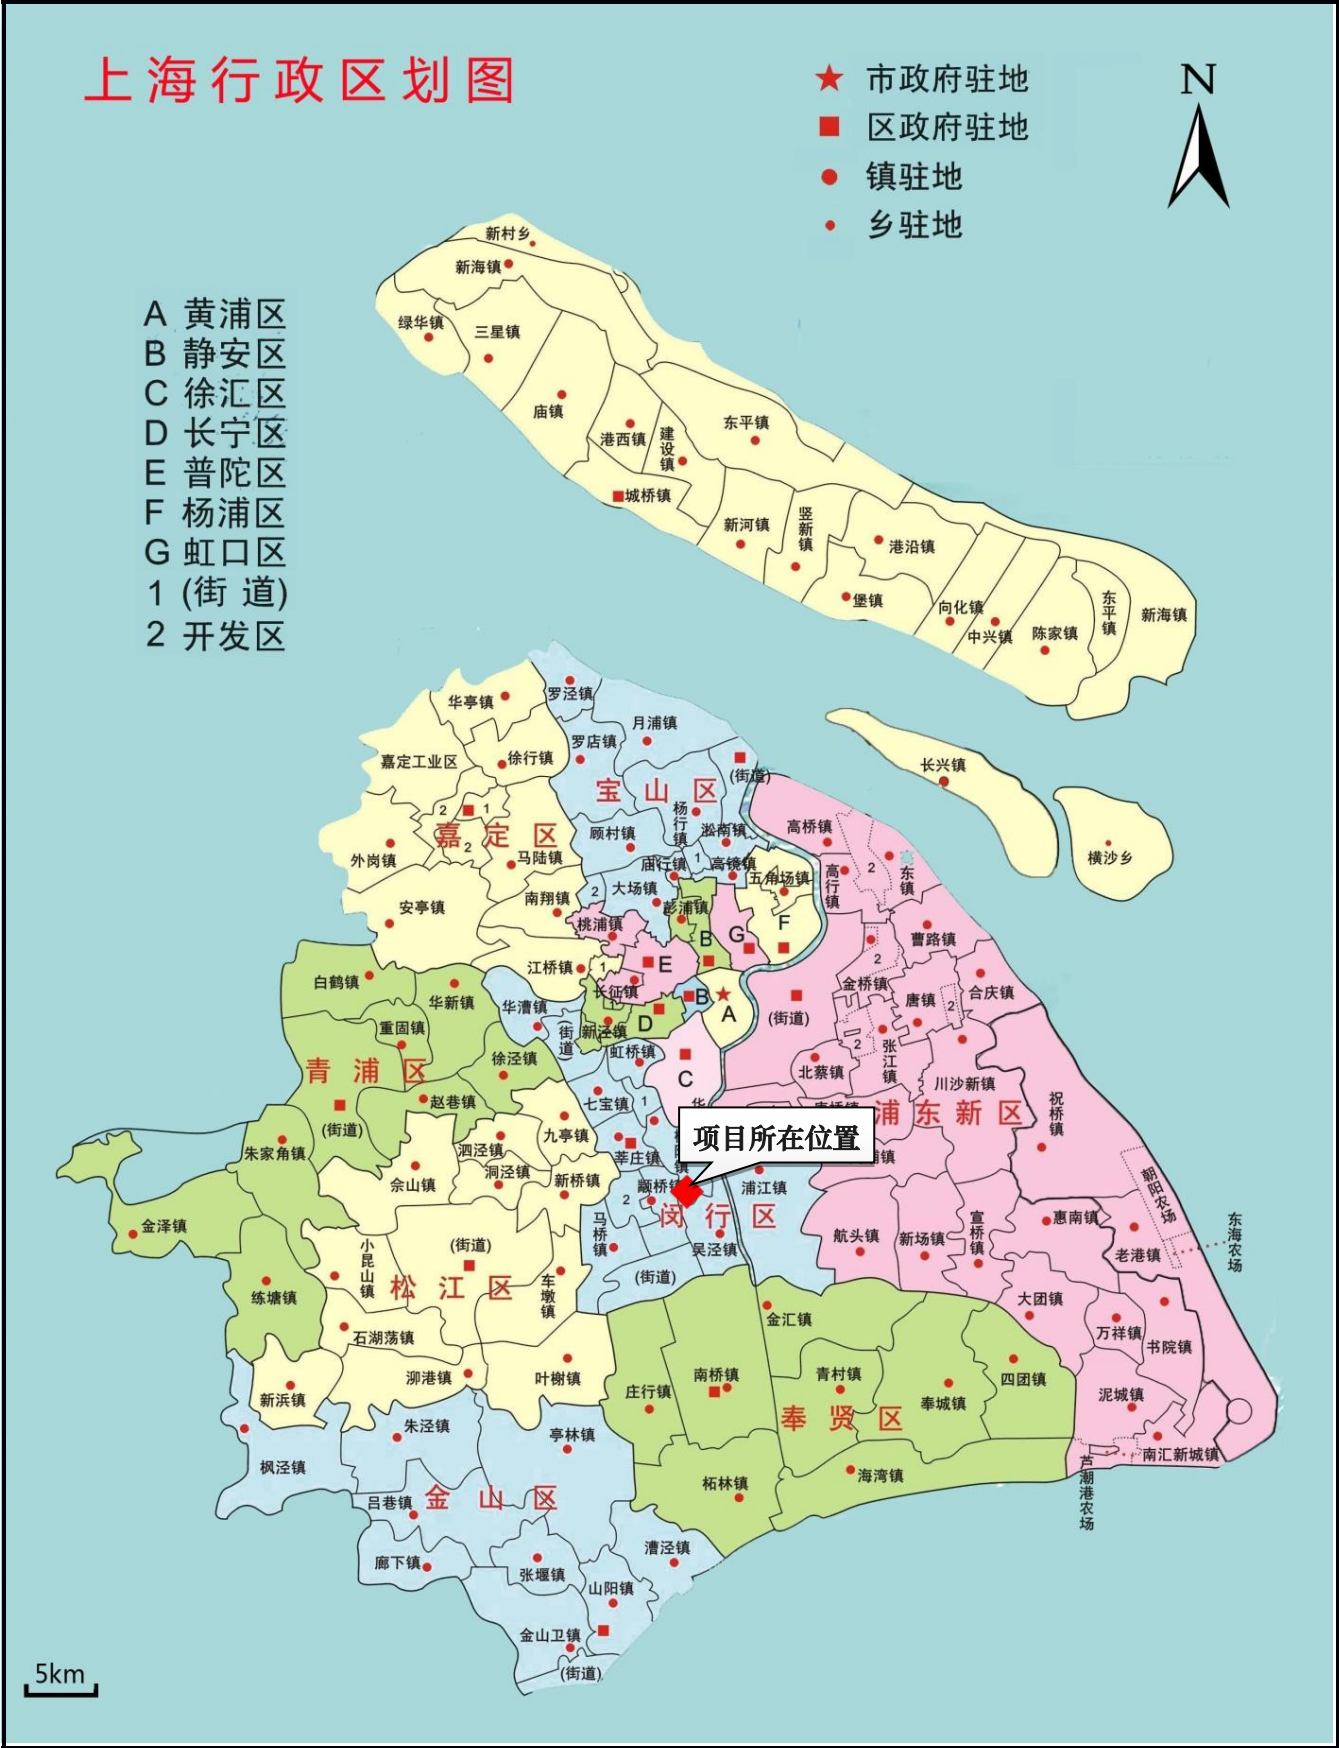 上海行政区划图
市政府驻地
区政府驻地
镇驻地
乡驻地
N
A 黄浦区
B 静安区
C 徐汇区
D 长宁区
E 普陀区
F 杨浦区
G 虹口区
1 (街道)
2 开发区
新村乡
新海镇
绿华镇
三星镇
庙镇
港西镇
建设镇
东平镇
城桥镇
新河镇
竖新镇
港沿镇
堡镇
向化镇
中兴镇
陈家镇
东平镇
新海镇
长兴镇
横沙乡
华亭镇
罗泾镇
月浦镇
罗店镇
徐行镇
嘉定工业区
(街道)
宝山区
杨行镇
2
1
嘉定区
2
顾村镇
淞南镇
高桥镇
外岗镇
马陆镇
庙行镇
1
高镜镇
五角场镇
高行镇
2
东镇
安亭镇
南翔镇
2
大场镇
彭浦镇
桃浦镇
B
G
F
曹路镇
江桥镇
1
E
2
白鹤镇
华新镇
长征镇
金桥镇
合庆镇
华漕镇
1
B
A
唐镇
2
(街道)
重固镇
(街道)
新泾镇
D
虹桥镇
2
张江镇
青浦区
徐泾镇
C
北蔡镇
川沙新镇
赵巷镇
七宝镇
1
华
浦东新区
祝桥镇
(街道)
九亭镇
项目所在位置
朱家角镇
泗泾镇
莘庄镇
镇
佘山镇
洞泾镇
新桥镇
颛桥镇
浦江镇
朝阳农场
2
金泽镇
马桥镇
闵行区
惠南镇
东海农场
小昆山镇
(街道)
吴泾镇
航头镇
新场镇
宣桥镇
老港镇
松江区
车墩镇
(街道)
练塘镇
大团镇
石湖荡镇
金汇镇
万祥镇
书院镇
泖港镇
叶榭镇
新浜镇
庄行镇
南桥镇
青村镇
奉城镇
四团镇
泥城镇
奉贤区
朱泾镇
亭林镇
南汇新城镇
枫泾镇
柘林镇
海湾镇
芦潮港农场
吕巷镇
金山区
廊下镇
张堰镇
漕泾镇
山阳镇
金山卫镇
(街道)
5km